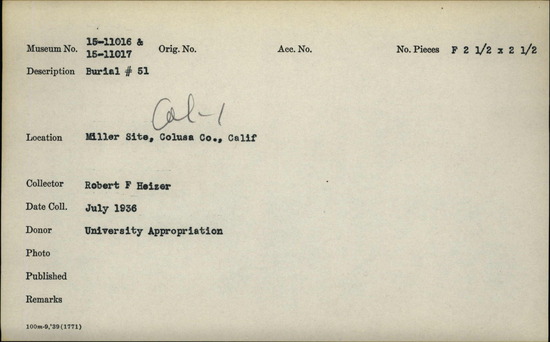 Museum No. 15-11016 & 15-11017 Orig. No. Acc. No. No. Pieces F 2 1/2 x 2 1/2
Description Burial # 51
Col-1
Location Miller Site, Colusa Co., Calif
Collector Robert F Heizer
Date Coll. July 1936
Donor University Appropriation
Photo
Published
Remarks
100m-9,'39(1771)